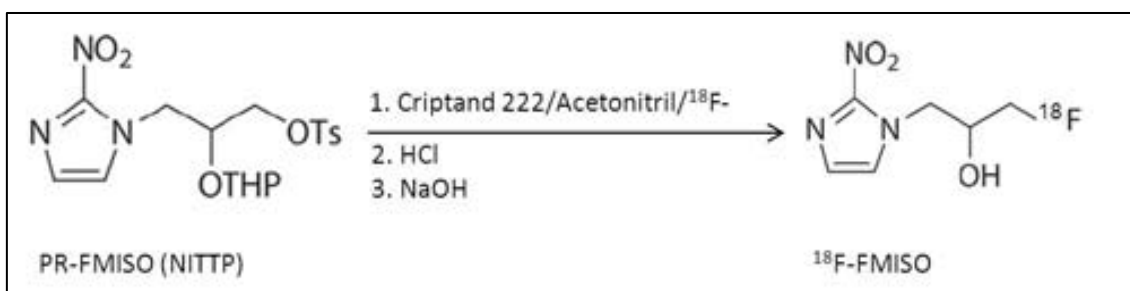 NO₂
N
N
OTs
OTHP
PR-FMISO (NITTP)
1. Criptand 222/Acetonitril/¹⁸F-
2. HCl
3. NaOH
NO₂
N
N
¹⁸F
OH
¹⁸F-FMISO